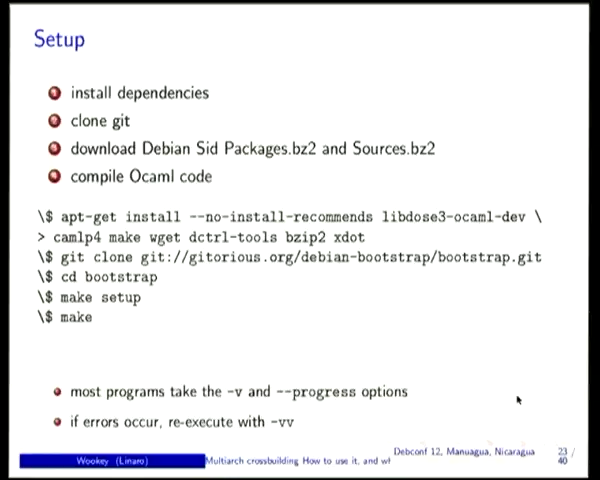 Setup
install dependencies
clone git
download Debian Sid Packages.bz2 and Sources.bz2
compile Ocaml code
\$ apt-get install --no-install-recommends libdose3-ocaml-dev \
> camlp4 make wget dctrl-tools bzip2 xdot
\$ git clone git://gitorious.org/debian-bootstrap/bootstrap.git
\$ cd bootstrap
\$ make setup
\$ make
most programs take the -v and --progress options
if errors occur, re-execute with -vv
Wookey (Linaro)
Multiarch crossbuilding How to use it, and wh
Debconf 12, Manuagua, Nicaragua
23 /
40